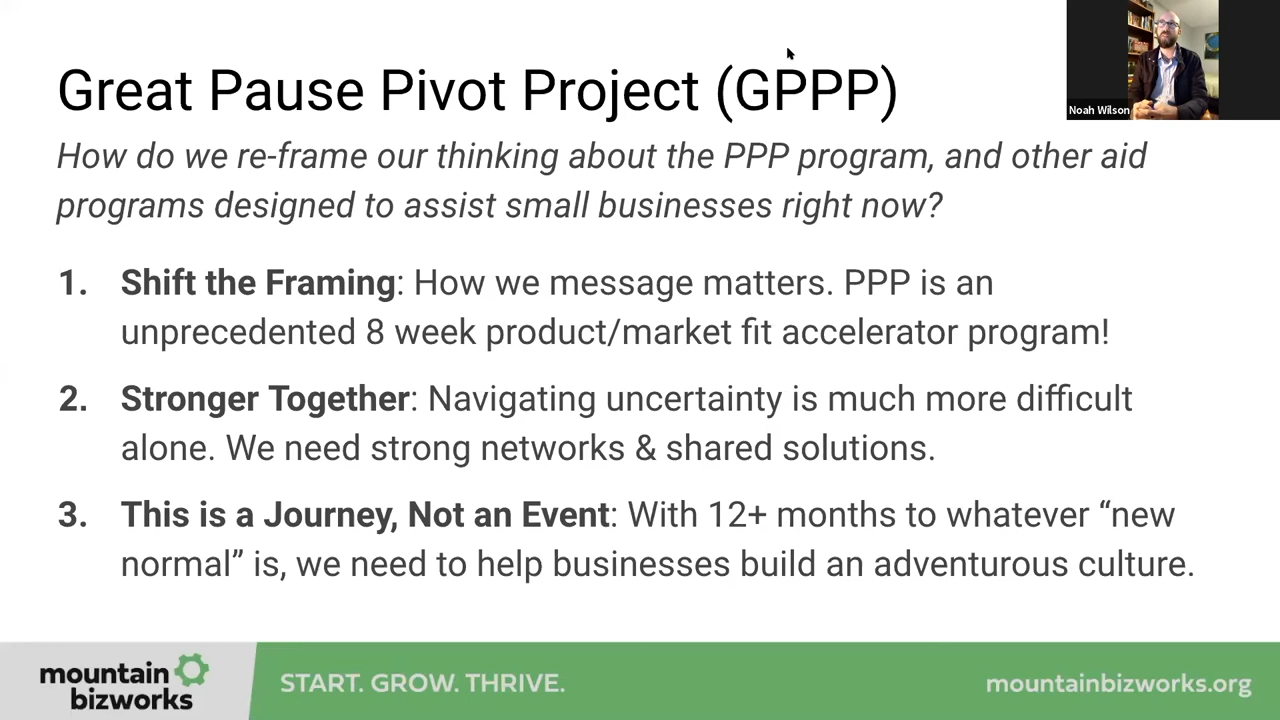 Great Pause Pivot Project (GPPP)
Noah Wilson
How do we re-frame our thinking about the PPP program, and other aid
programs designed to assist small businesses right now?
1. Shift the Framing: How we message matters. PPP is an
unprecedented 8 week product/market fit accelerator program!
2. Stronger Together: Navigating uncertainty is much more difficult
alone. We need strong networks & shared solutions.
3. This is a Journey, Not an Event: With 12+ months to whatever “new
normal” is, we need to help businesses build an adventurous culture.
mountain
bizworks
START. GROW. THRIVE.
mountainbizworks.org